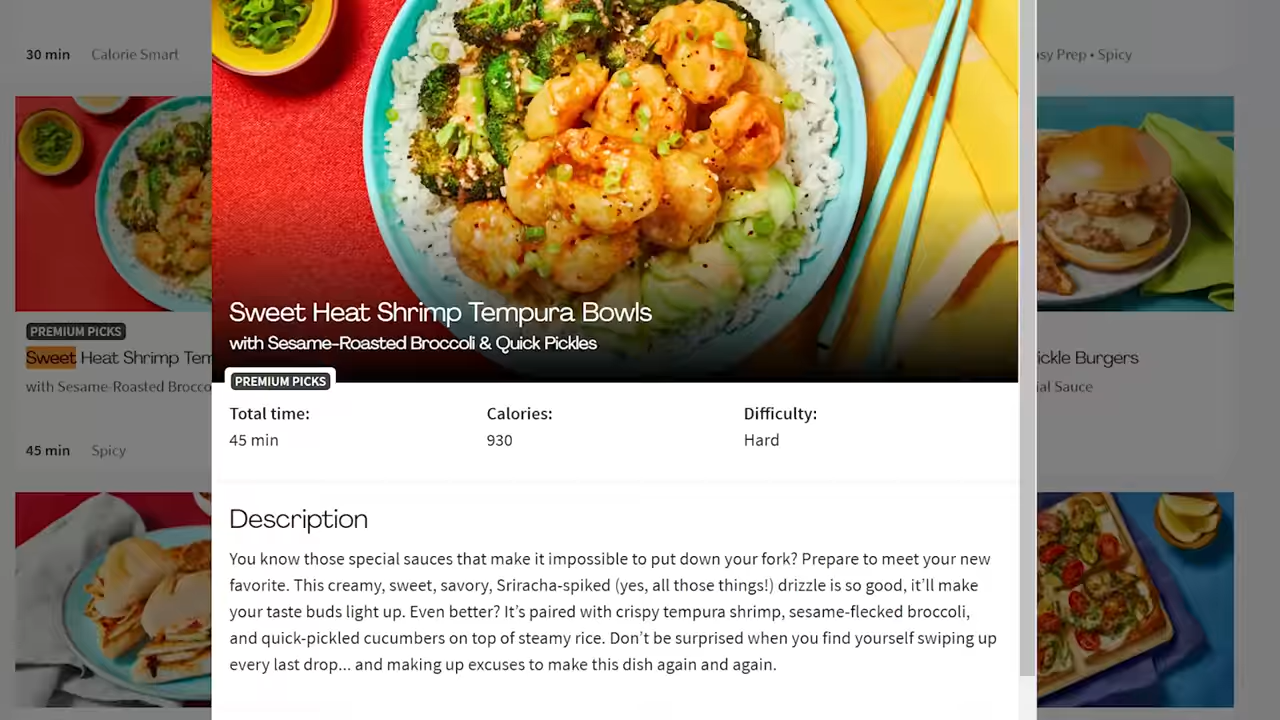 30 min Calorie Smart
sy Prep • Spicy
PREMIUM PICKS
Sweet Heat Shrimp Tem
with Sesame-Roasted Brocco
45 min Spicy
Sweet Heat Shrimp Tempura Bowls
with Sesame-Roasted Broccoli & Quick Pickles
PREMIUM PICKS
Total time: Calories: Difficulty:
45 min 930 Hard
Description
You know those special sauces that make it impossible to put down your fork? Prepare to meet your new
favorite. This creamy, sweet, savory, Sriracha-spiked (yes, all those things!) drizzle is so good, it’ll make
your taste buds light up. Even better? It’s paired with crispy tempura shrimp, sesame-flecked broccoli,
and quick-pickled cucumbers on top of steamy rice. Don’t be surprised when you find yourself swiping up
every last drop... and making up excuses to make this dish again and again.
ickle Burgers
ial Sauce